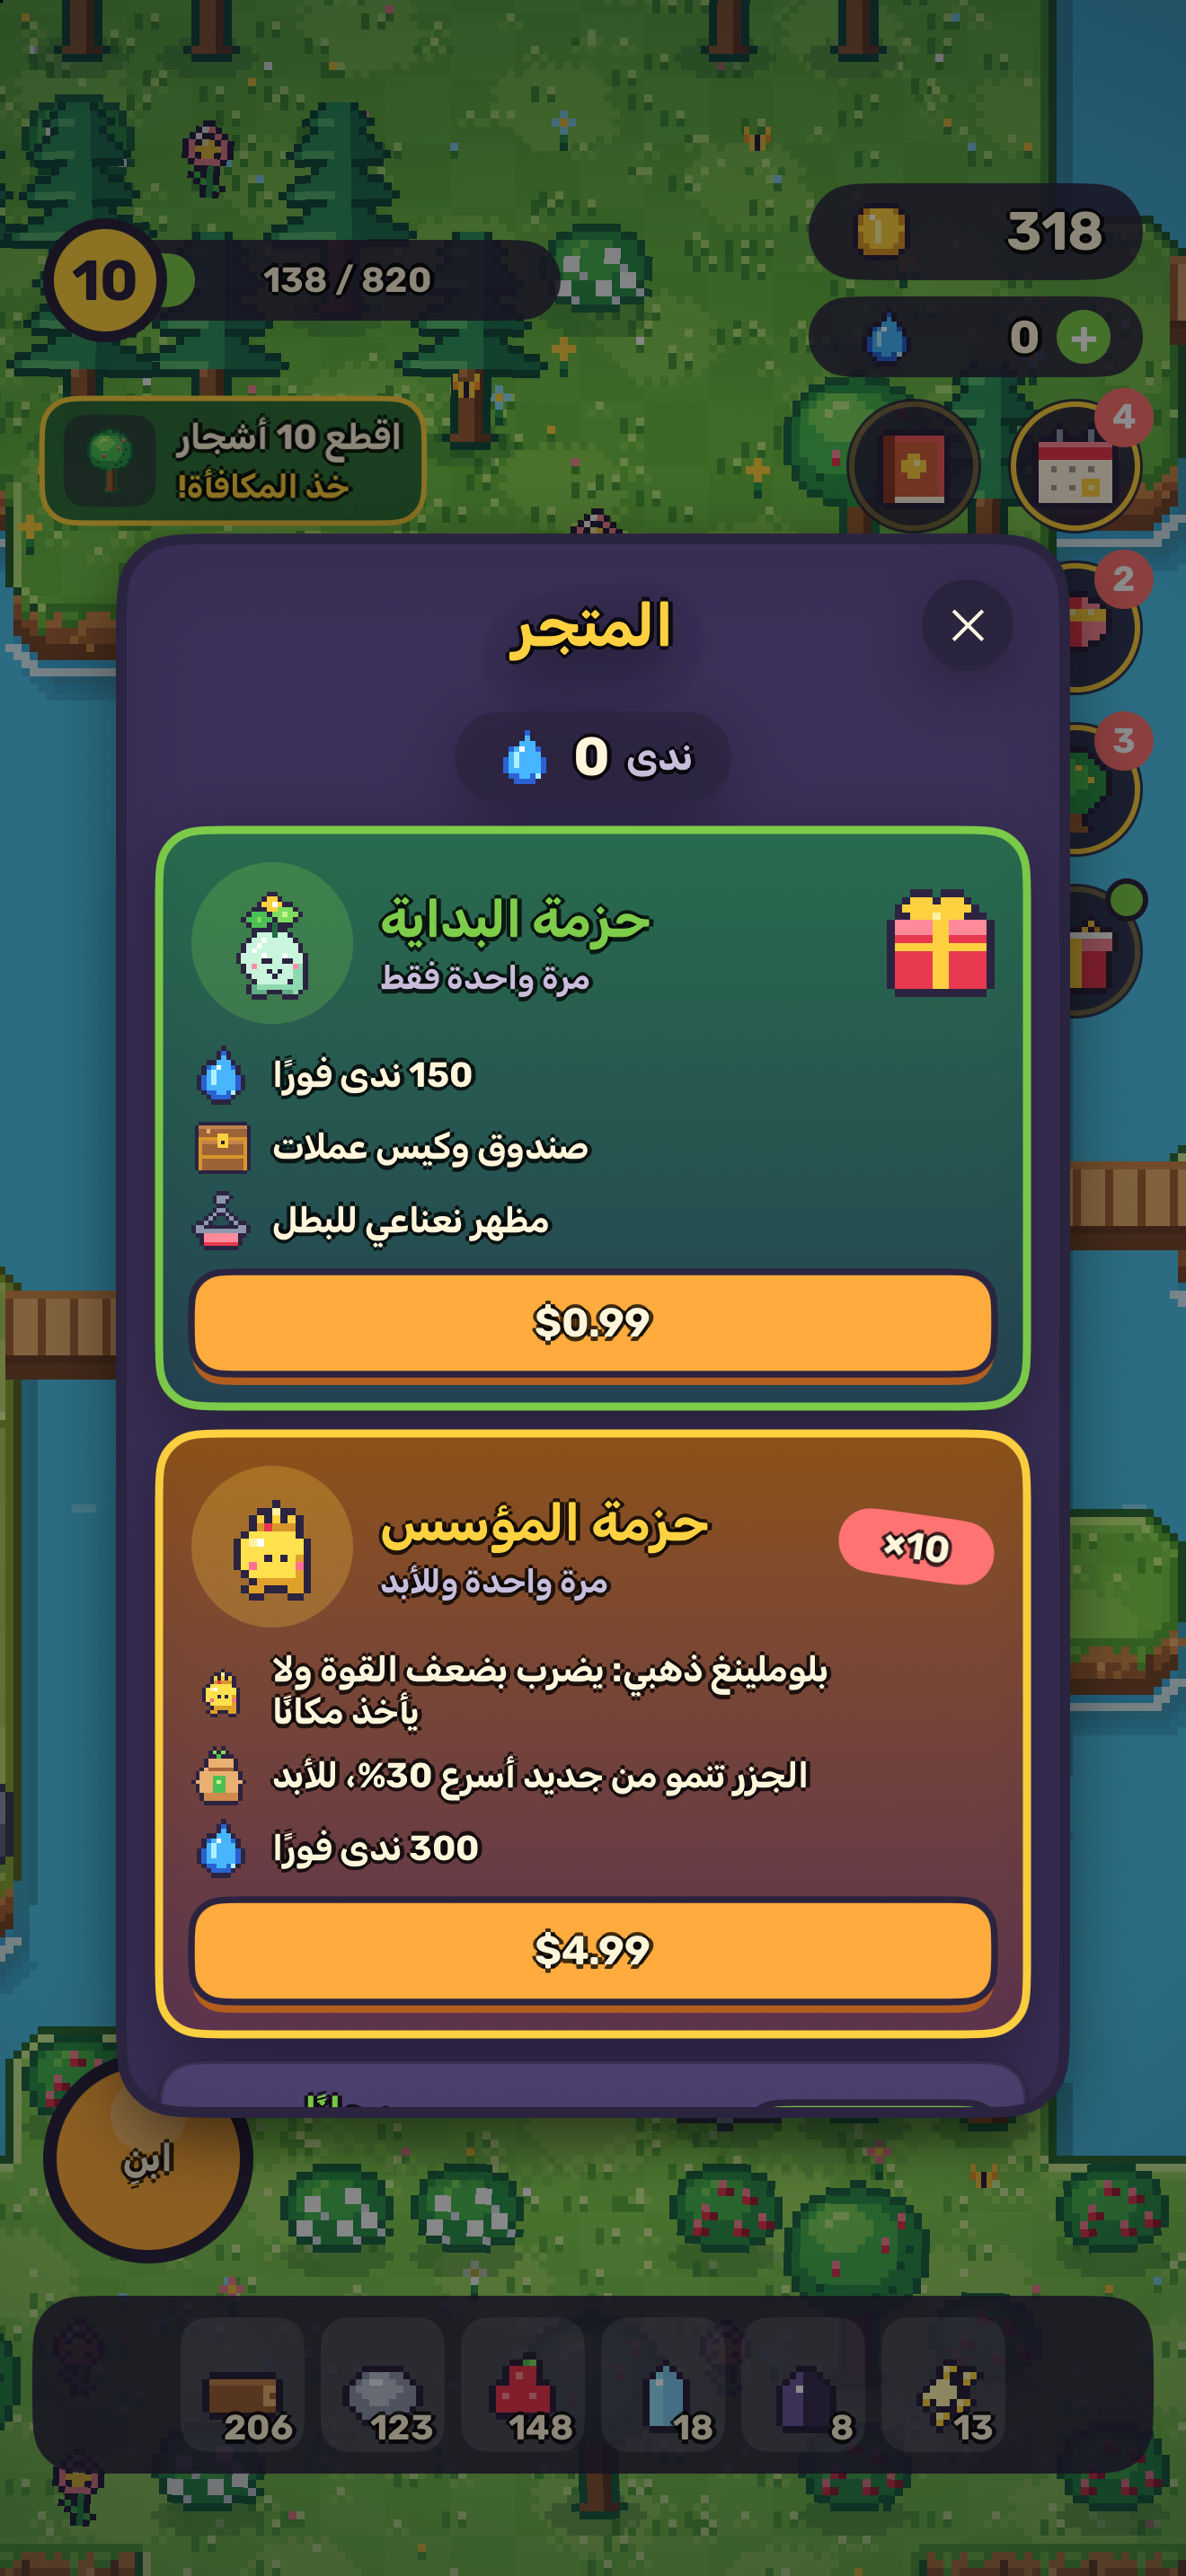 318
10
138 / 820
0
+
اقطع 10 أشجار
خذ المكافأة!
4
2
3
المتجر
ندى 0
حزمة البداية
مرة واحدة فقط
150 ندى فورًا
صندوق وكيس عملات
مظهر نعناعي للبطل
$0.99
حزمة المؤسس
مرة واحدة وللأبد
×10
بلوملينغ ذهبي: يضرب بضعف القوة ولا
يأخذ مكانًا
الجزر تنمو من جديد أسرع 30%، للأبد
300 ندى فورًا
$4.99
ابنِ
206
123
148
18
8
13